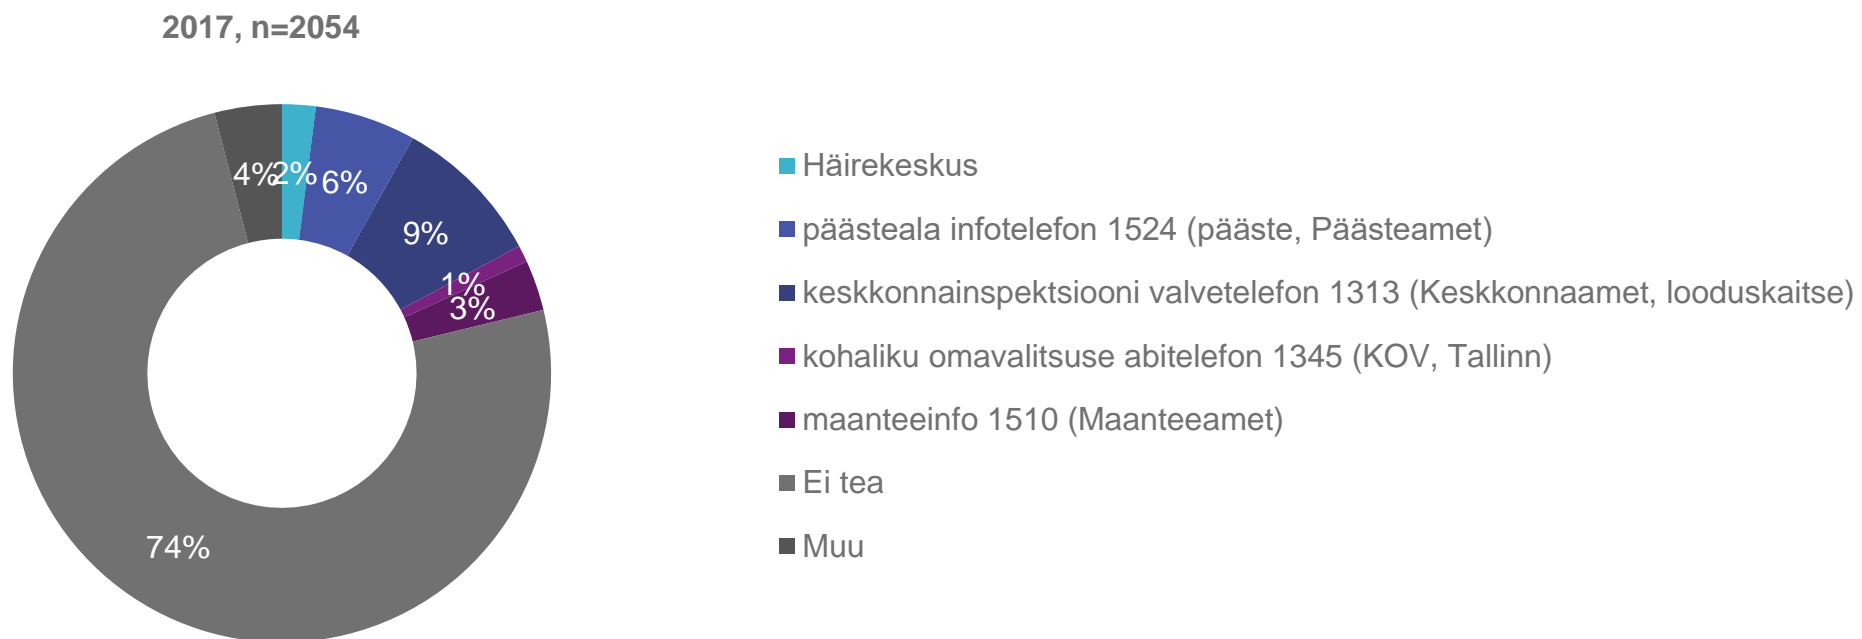 2017, n=2054
4%
2%
6%
9%
1%
3%
74%
Häirekeskus
päästeala infotelefon 1524 (pääste, Päästeamet)
keskkonnainspektsiooni valvetelefon 1313 (Keskkonnaamet, looduskaitse)
kohaliku omavalitsuse abitelefon 1345 (KOV, Tallinn)
maanteeinfo 1510 (Maanteeamet)
Ei tea
Muu